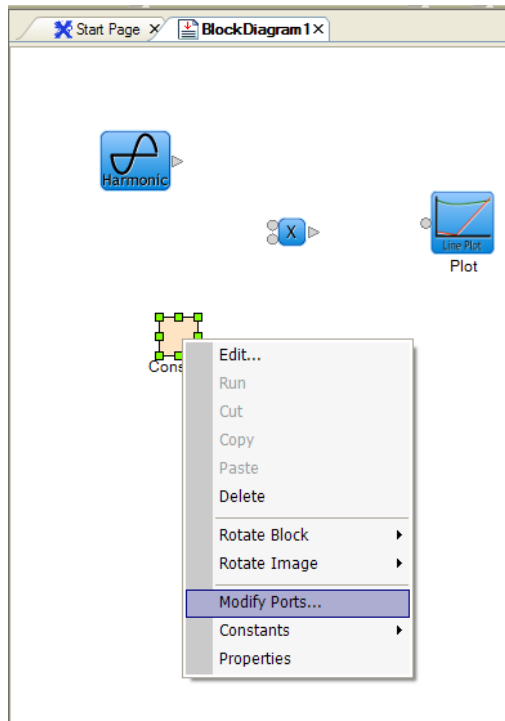 Start Page
BlockDiagram1
Harmonic
X
Line Plot
Plot
Edit...
Run
Cut
Copy
Paste
Delete
Rotate Block
Rotate Image
Modify Ports...
Constants
Properties